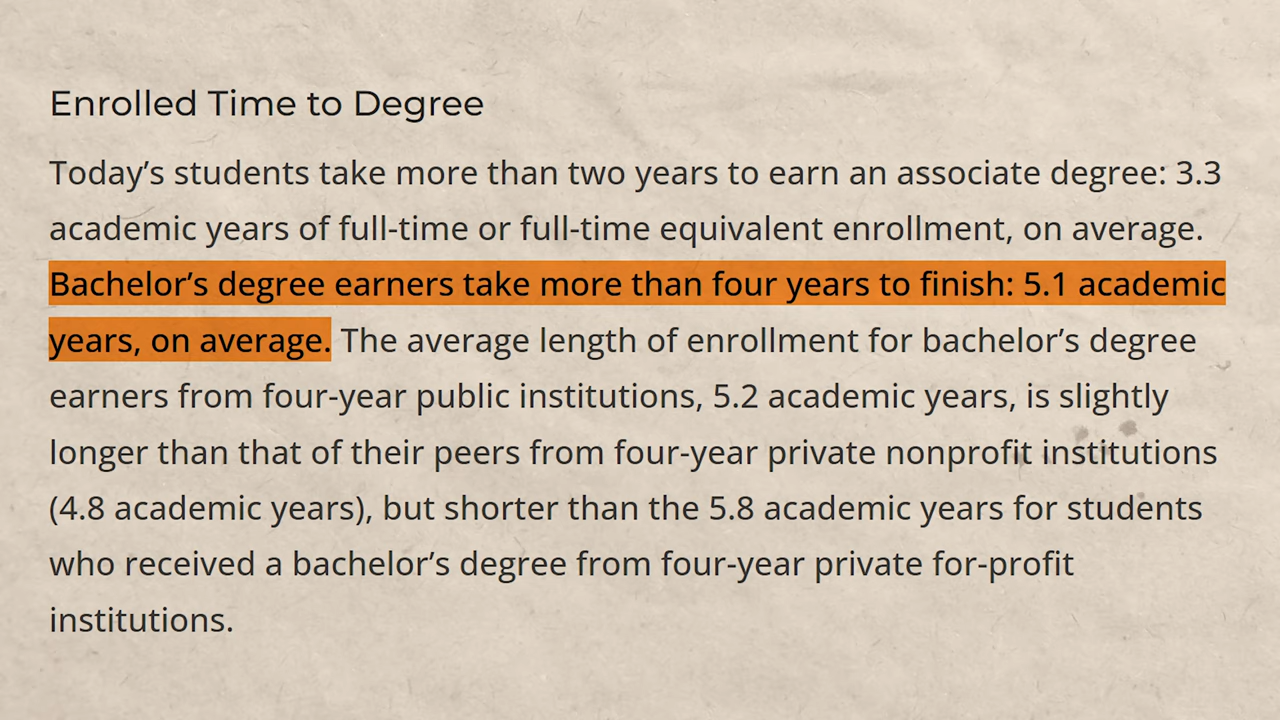 Enrolled Time to Degree
Today’s students take more than two years to earn an associate degree: 3.3
academic years of full-time or full-time equivalent enrollment, on average.
Bachelor’s degree earners take more than four years to finish: 5.1 academic
years, on average. The average length of enrollment for bachelor’s degree
earners from four-year public institutions, 5.2 academic years, is slightly
longer than that of their peers from four-year private nonprofit institutions
(4.8 academic years), but shorter than the 5.8 academic years for students
who received a bachelor’s degree from four-year private for-profit
institutions.